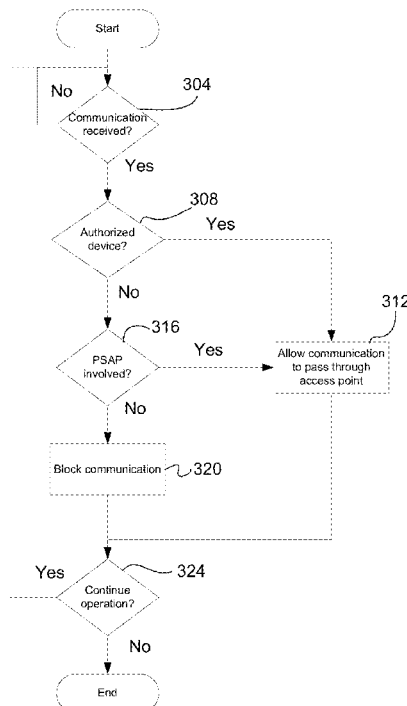 Start
No
304
Communication
received?
Yes
308
Authorized
device?
Yes
No
312
316
PSAP
involved?
Yes
Allow communication
to pass through
access point
No
Block communication
320
Yes
324
Continue
operation?
No
End